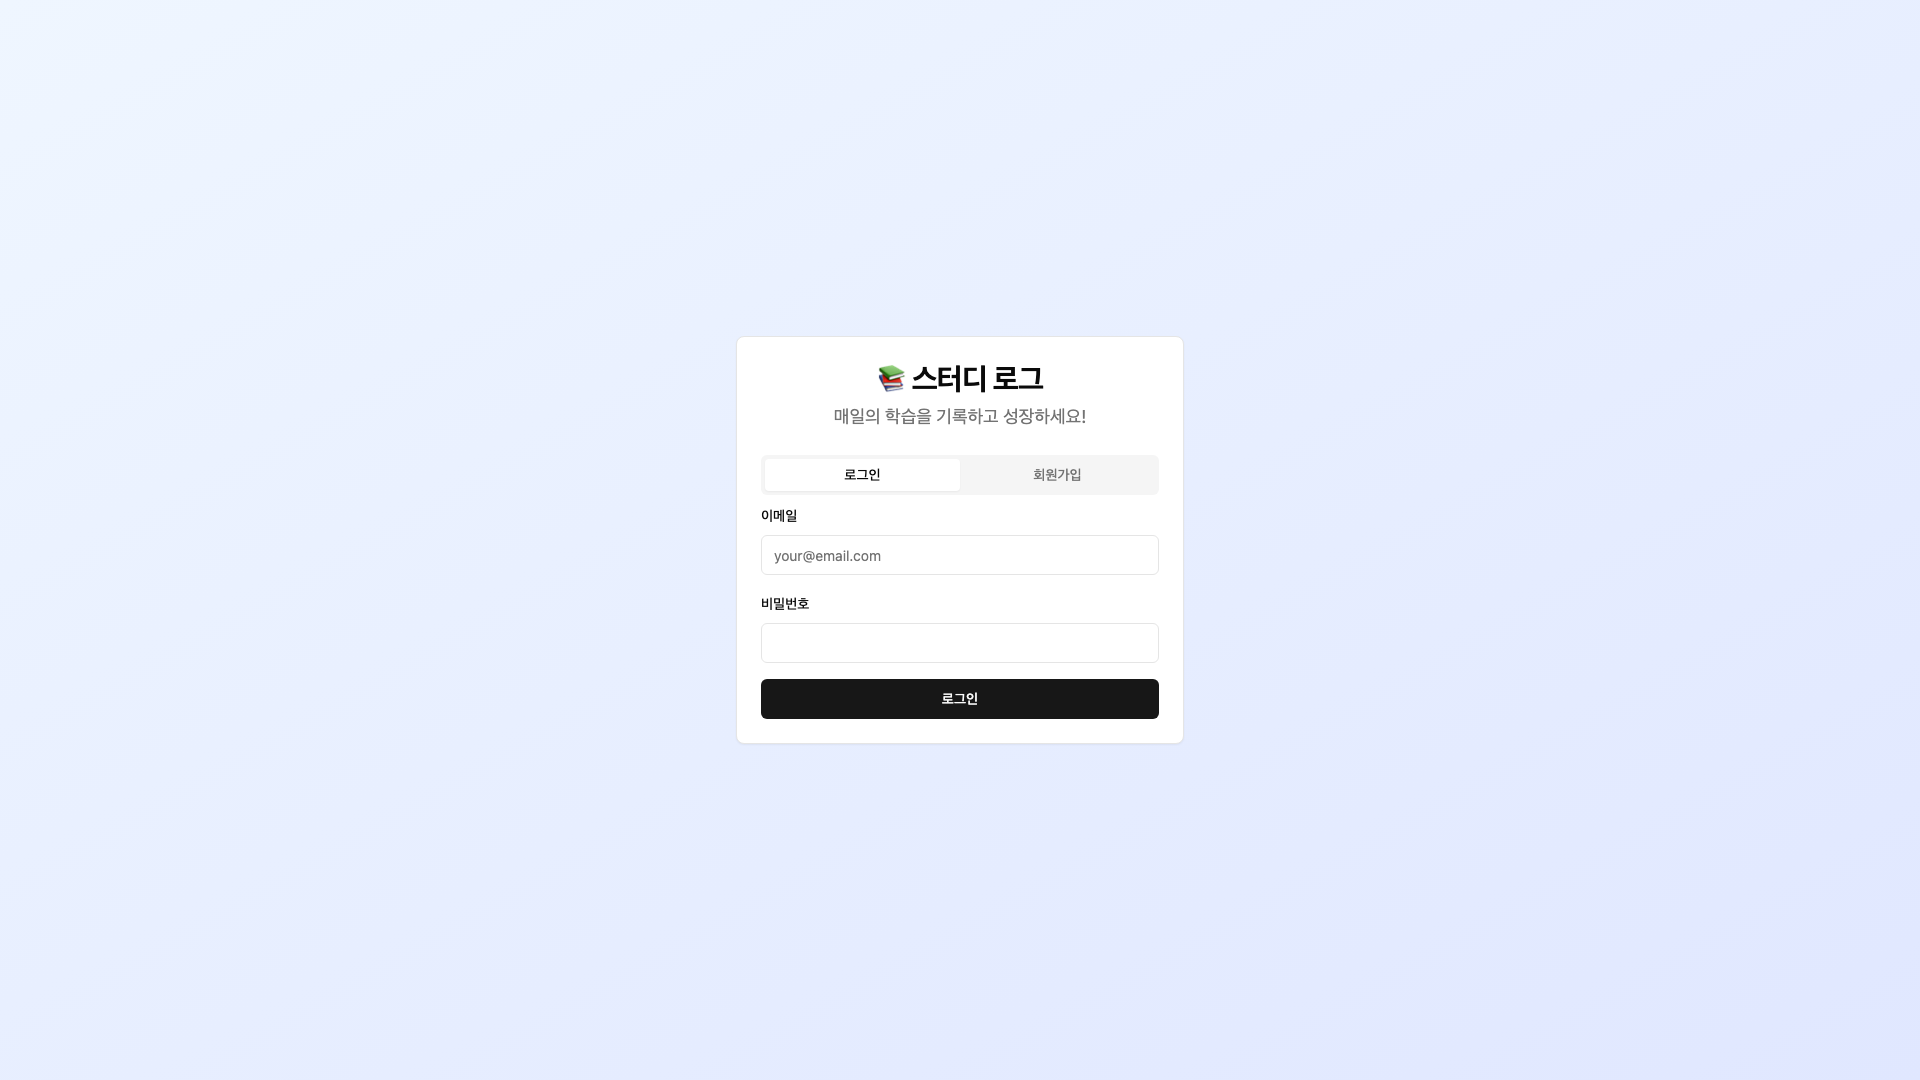 📚 스터디 로그
매일의 학습을 기록하고 성장하세요!
로그인
회원가입
이메일
your@email.com
비밀번호
로그인